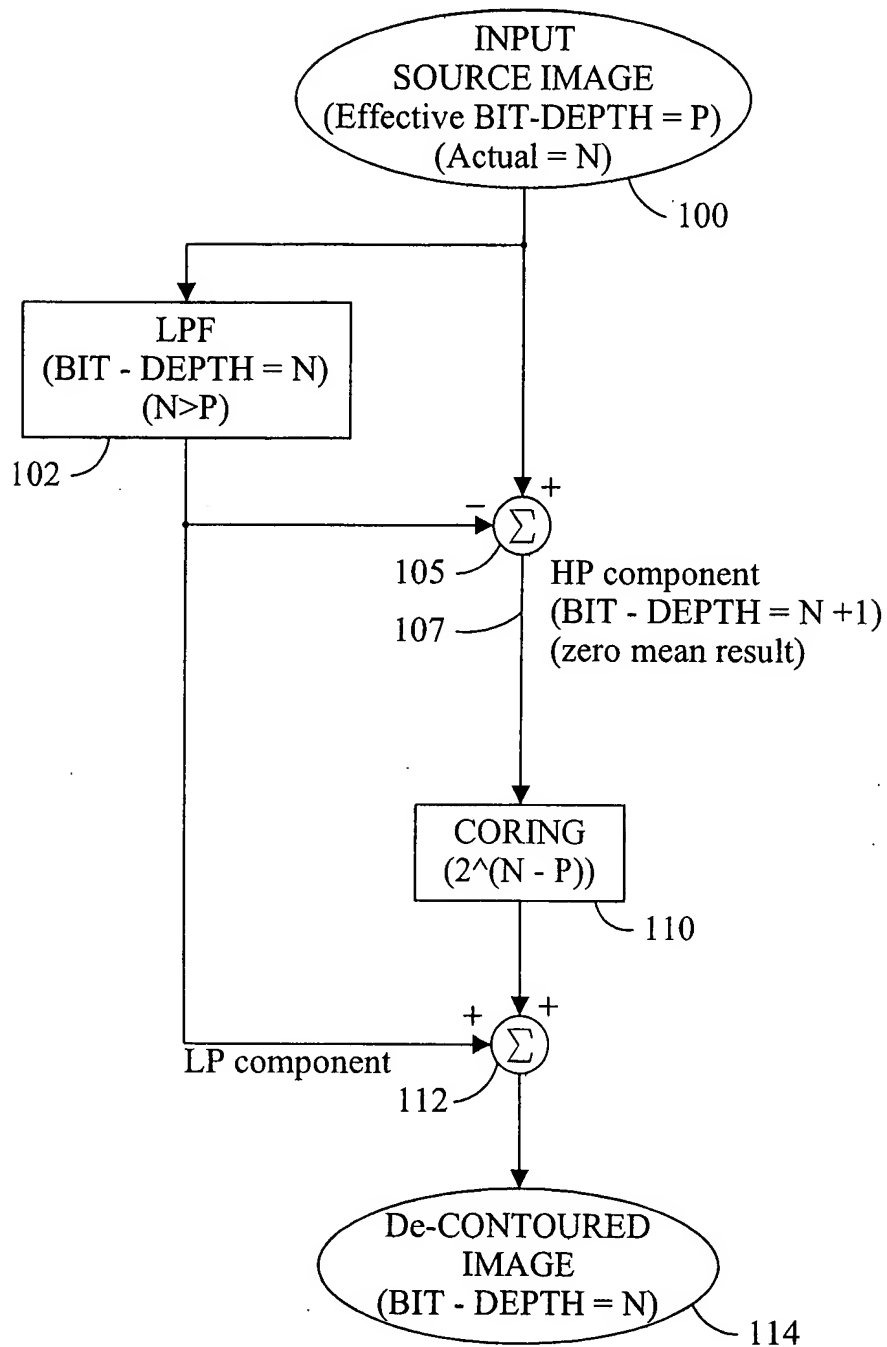 INPUT
SOURCE IMAGE
(Effective BIT-DEPTH = P)
(Actual = N)
100
LPF
(BIT - DEPTH = N)
(N>P)
102
+
−
Σ
105
HP component
(BIT - DEPTH = N +1)
(zero mean result)
107
CORING
(2^(N - P))
110
+
+
Σ
LP component
112
De-CONTOURED
IMAGE
(BIT - DEPTH = N)
114